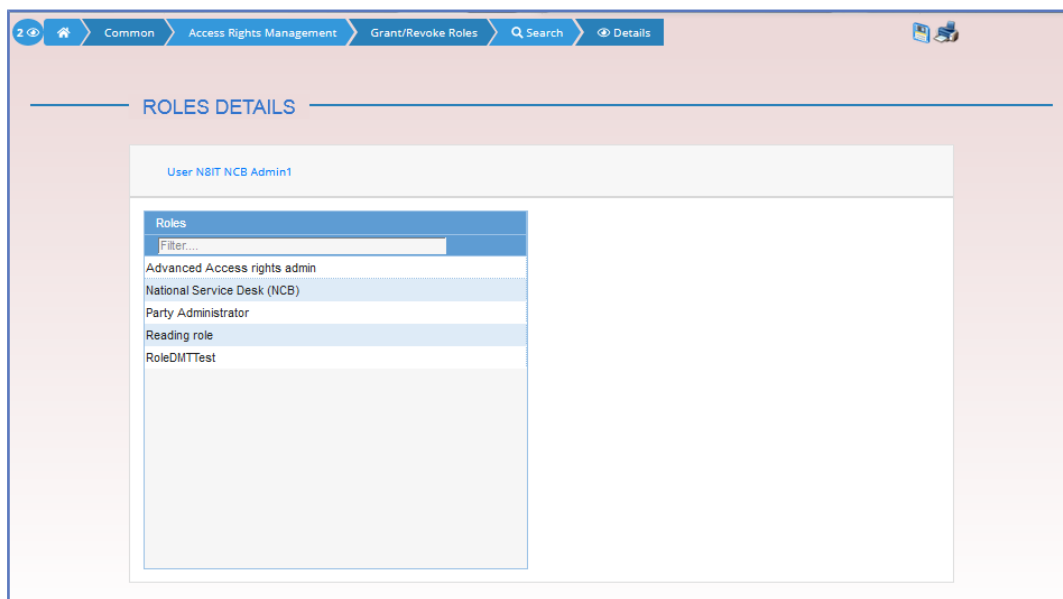 2 Common Access Rights Management Grant/Revoke Roles Search Details
ROLES DETAILS
User N8IT NCB Admin1
Roles
Filter....
Advanced Access rights admin
National Service Desk (NCB)
Party Administrator
Reading role
RoleDMTTest